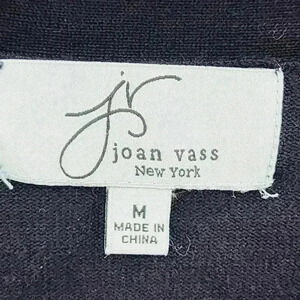 jv
joan vass
New York
M
MADE IN
CHINA